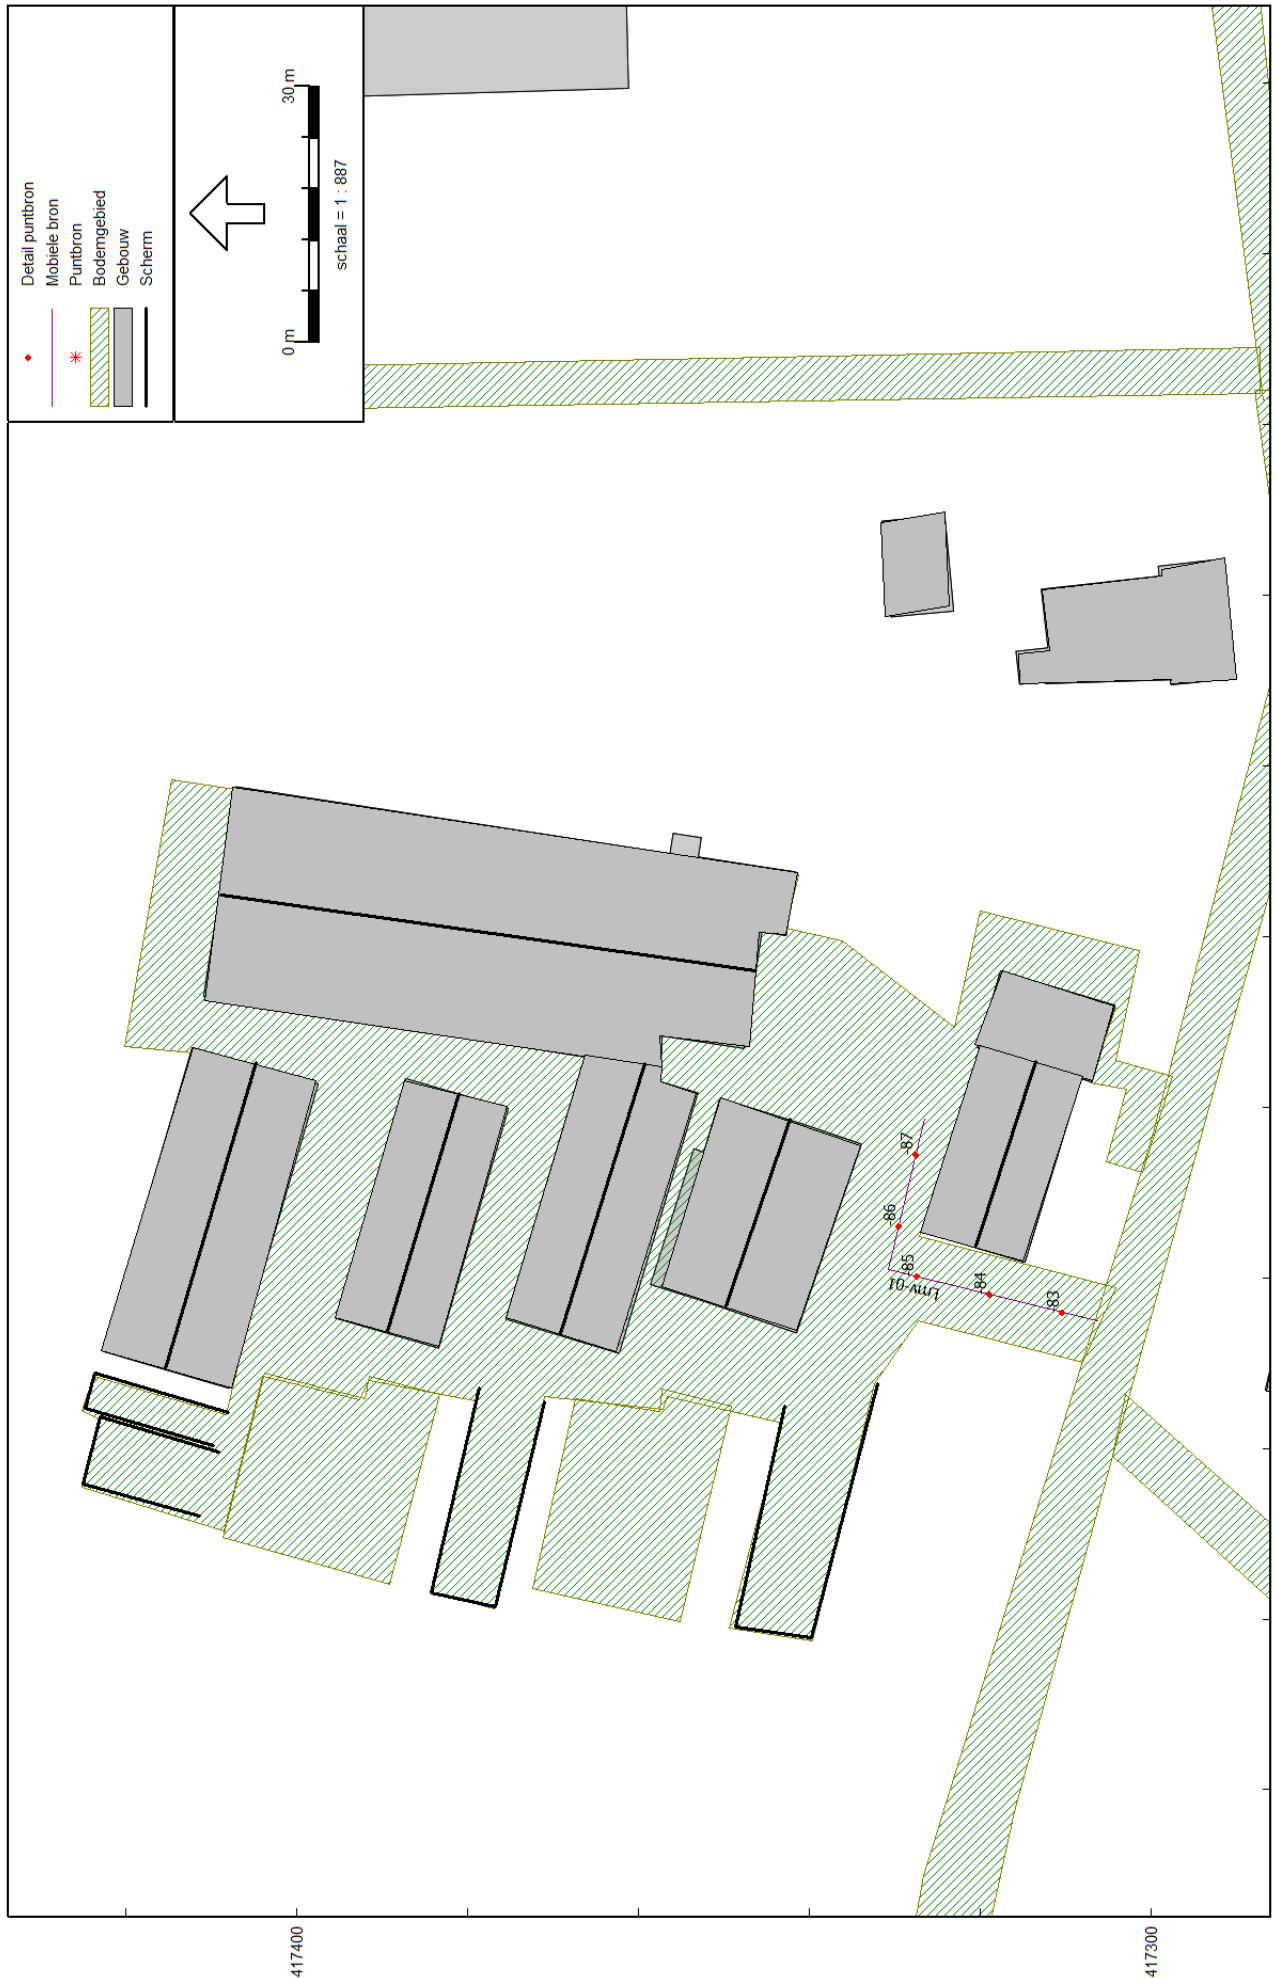 Detail puntbron
Mobiele bron
Puntbron
Bodemgebied
Gebouw
Scherm
0 m
30 m
schaal = 1 : 887
-87
-86
-85
-84
-83
Lmv-01
417400
417300